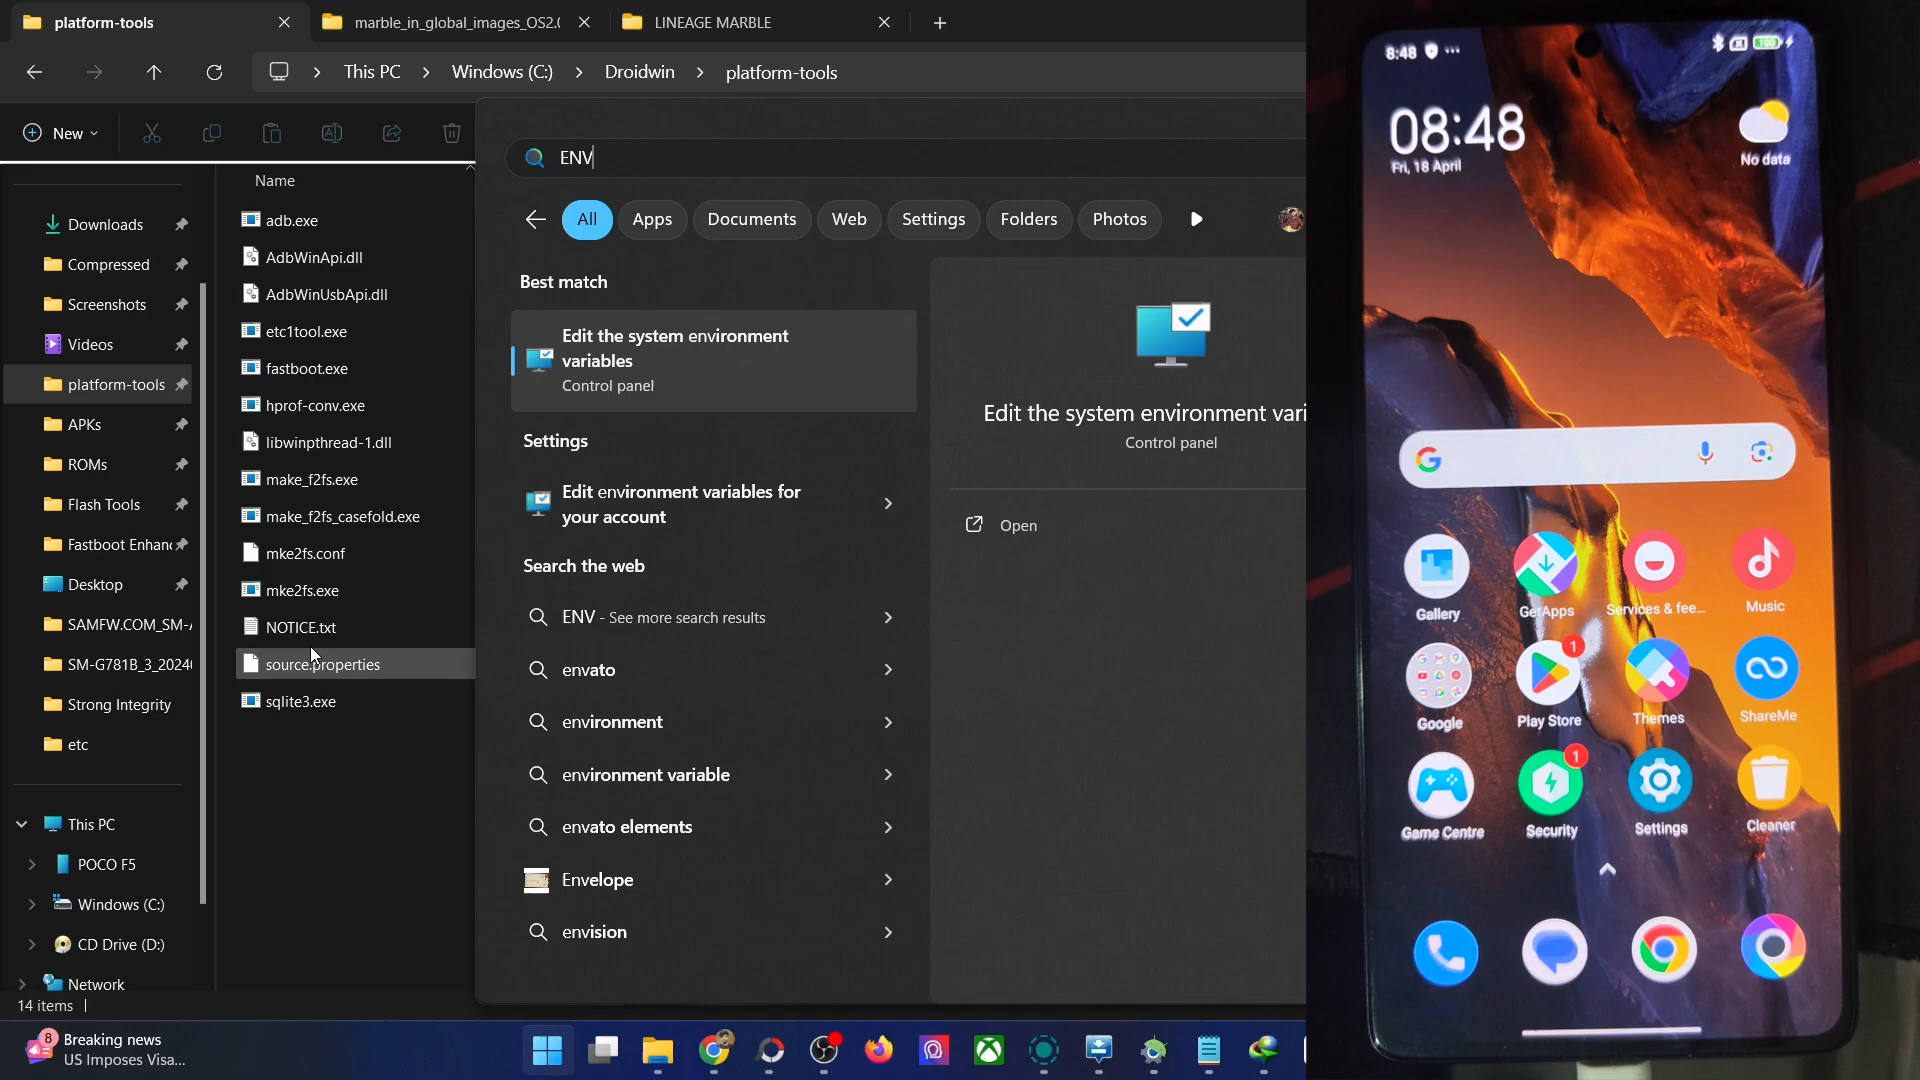 platform-tools
marble_in_global_images_OS2.(
LINEAGE MARBLE
This PC
Windows (C:)
Droidwin
platform-tools
New
Name
Downloads
Compressed
Screenshots
Videos
platform-tools
APKs
ROMs
Flash Tools
Fastboot Enhanc
Desktop
SAMFW.COM_SM-A
SM-G781B_3_2024
Strong Integrity
etc
This PC
POCO F5
Windows (C:)
CD Drive (D:)
Network
14 items
adb.exe
AdbWinApi.dll
AdbWinUsbApi.dll
etc1tool.exe
fastboot.exe
hprof-conv.exe
libwinpthread-1.dll
make_f2fs.exe
make_f2fs_casefold.exe
mke2fs.conf
mke2fs.exe
NOTICE.txt
source.properties
sqlite3.exe
ENV
All
Apps
Documents
Web
Settings
Folders
Photos
Best match
Edit the system environment
variables
Control panel
Settings
Edit environment variables for
your account
Search the web
ENV - See more search results
envato
environment
environment variable
envato elements
Envelope
envision
Edit the system environment vari
Control panel
Open
8
Breaking news
US Imposes Visa...
8:48
100
08:48
Fri, 18 April
No data
G
Gallery
GetApps
Services & fee...
Music
Google
1
Play Store
Themes
ShareMe
Game Centre
1
Security
Settings
Cleaner